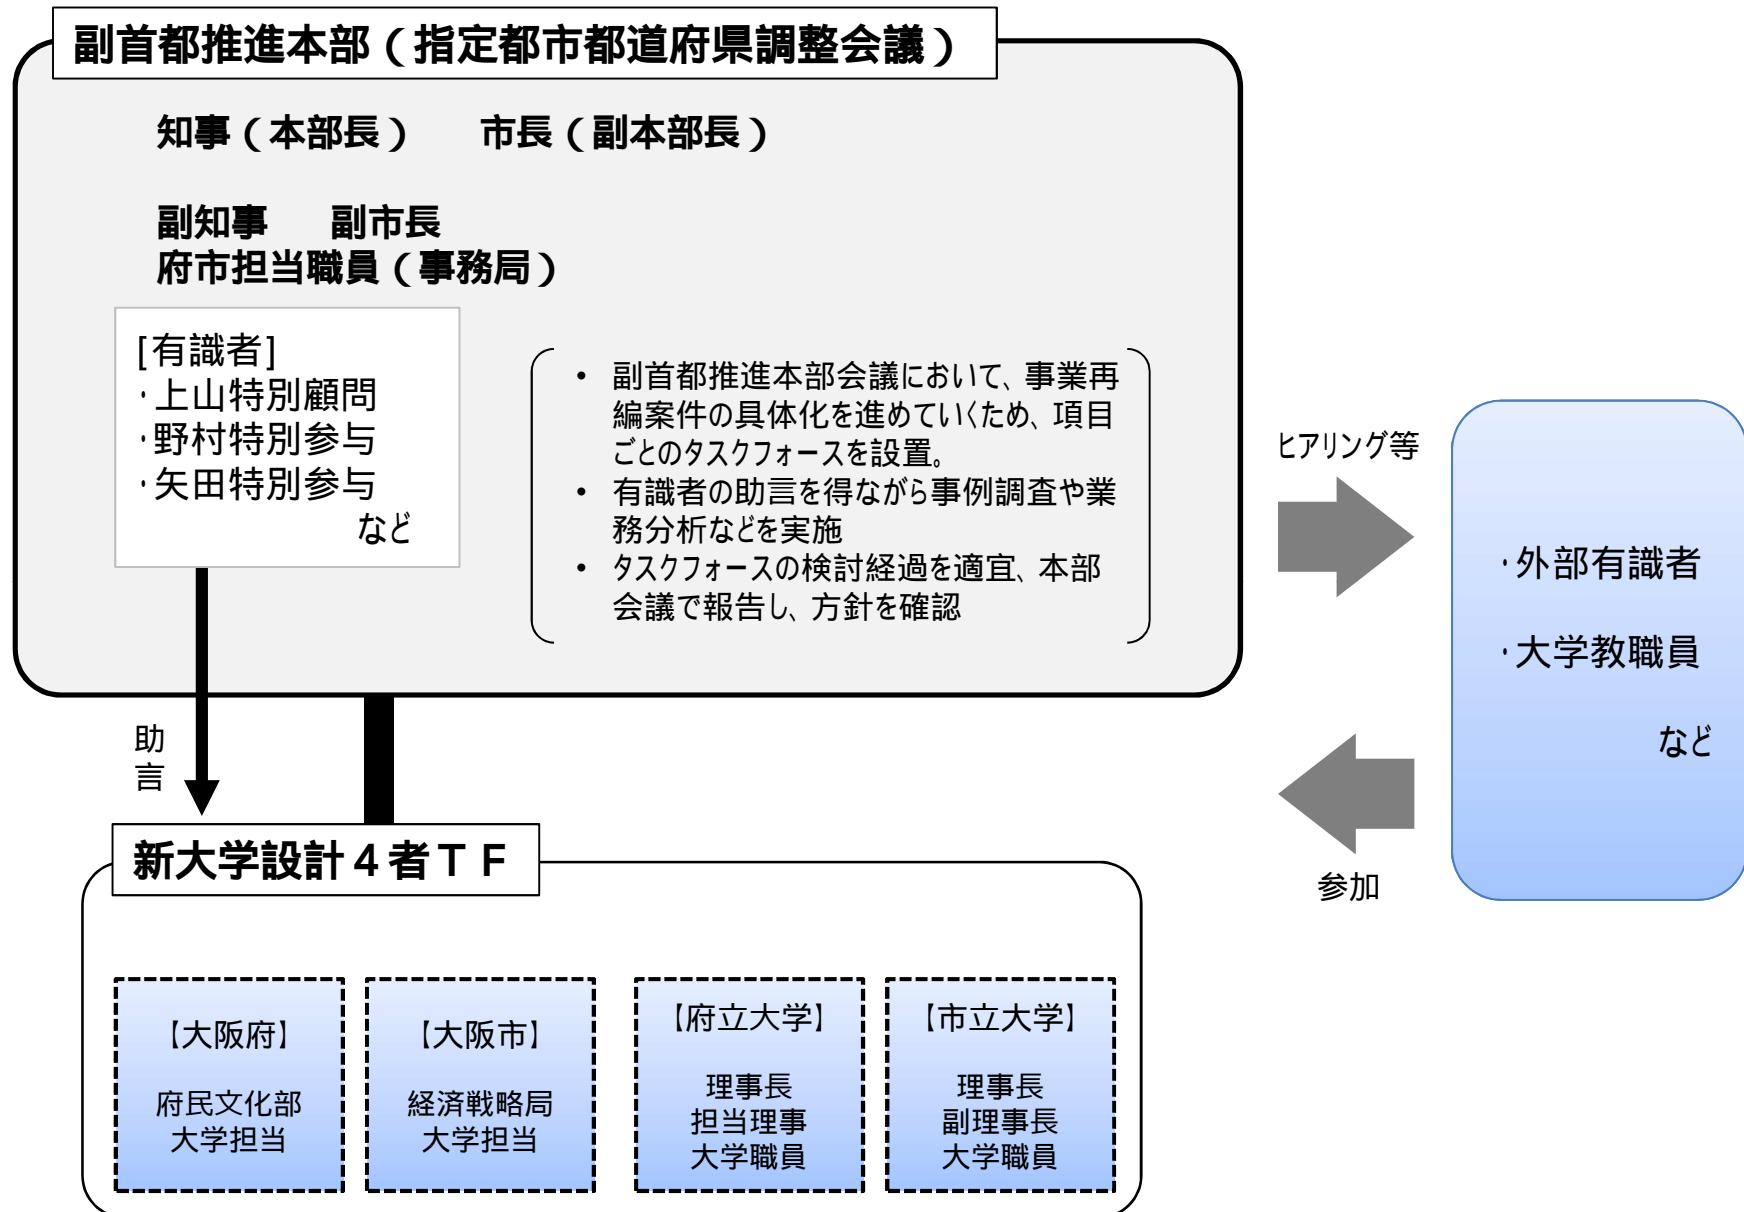 副首都推進本部（指定都市都道府県調整会議）
知事（本部長）　市長（副本部長）
副知事　副市長
府市担当職員（事務局）
[有識者]
・上山特別顧問
・野村特別参与
・矢田特別参与
など
• 副首都推進本部会議において、事業再
編案件の具体化を進めていくため、項目
ごとのタスクフォースを設置。
• 有識者の助言を得ながら事例調査や業
務分析などを実施
• タスクフォースの検討経過を適宜、本部
会議で報告し、方針を確認
ヒアリング等
・外部有識者
・大学教職員
など
参加
助
言
新大学設計４者ＴＦ
【大阪府】
府民文化部
大学担当
【大阪市】
経済戦略局
大学担当
【府立大学】
理事長
担当理事
大学職員
【市立大学】
理事長
副理事長
大学職員